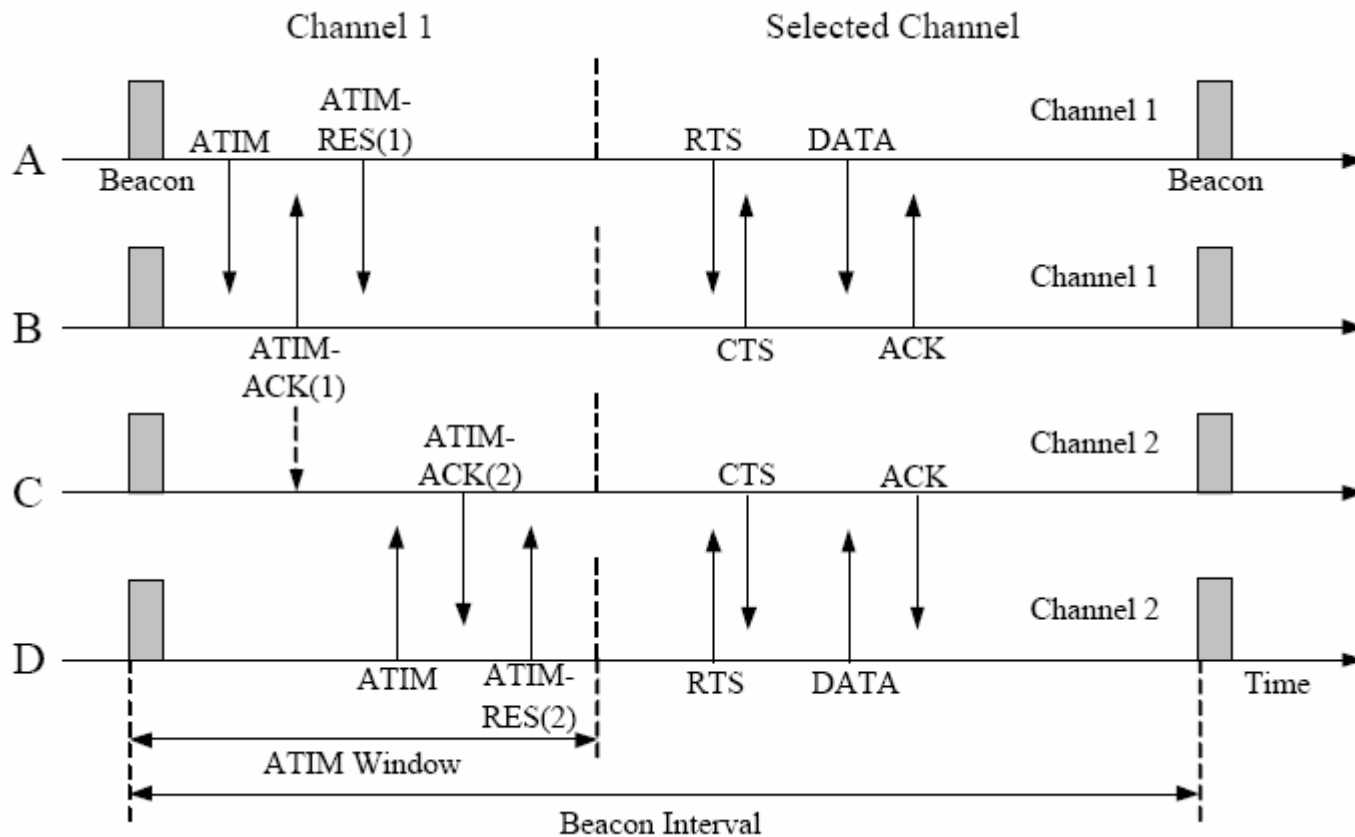 Channel 1
Selected Channel
ATIM-
RES(1)
Channel 1
ATIM
RTS
DATA
A
Beacon
Beacon
Channel 1
B
ATIM-
ACK(1)
CTS
ACK
ATIM-
ACK(2)
Channel 2
CTS
ACK
C
Channel 2
D
ATIM
ATIM-
RES(2)
RTS
DATA
Time
ATIM Window
Beacon Interval